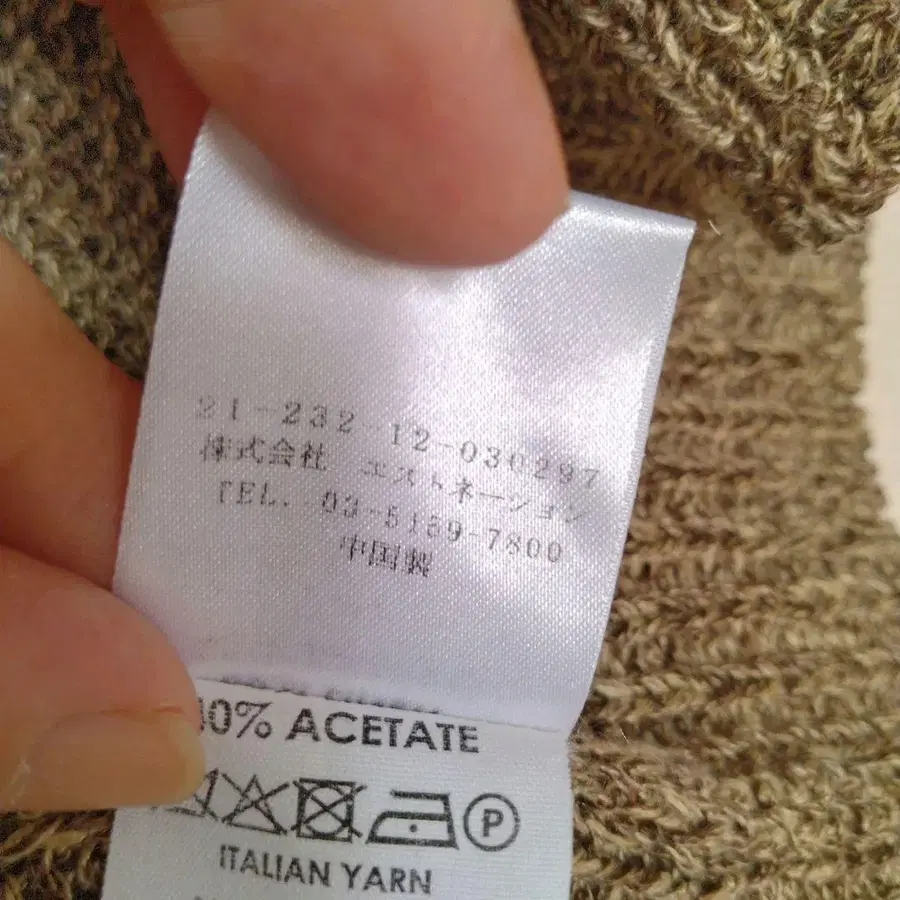 21-232 12-030297
株式会社 エストネーション
TEL. 03-5159-7800
中国製
10% ACETATE
P
ITALIAN YARN